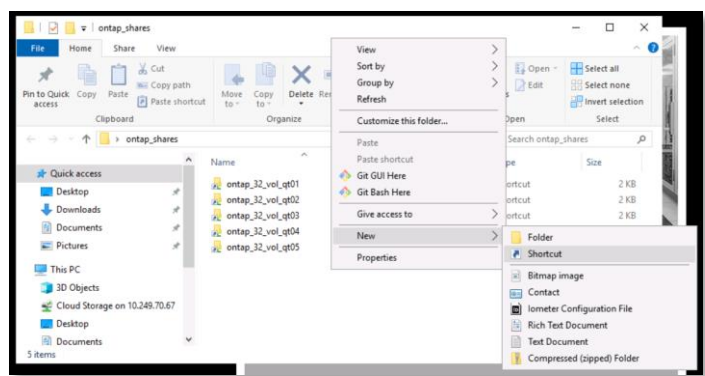 ontap_shares
File Home Share View
Pin to Quick access
Copy
Paste
Cut
Copy path
Paste shortcut
Clipboard
Move to
Copy to
Delete
Organize
Open
Edit
Open
Select all
Select none
Invert selection
Select
ontap_shares
Search ontap_shares
Quick access
Desktop
Downloads
Documents
Pictures
This PC
3D Objects
Cloud Storage on 10.249.70.67
Desktop
Documents
5 items
Name
Size
ontap_32_vol_qt01
ontap_32_vol_qt02
ontap_32_vol_qt03
ontap_32_vol_qt04
ontap_32_vol_qt05
2 KB
2 KB
2 KB
View
Sort by
Group by
Refresh
Customize this folder...
Paste
Paste shortcut
Git GUI Here
Git Bash Here
Give access to
New
Properties
Folder
Shortcut
Bitmap image
Contact
Iometer Configuration File
Rich Text Document
Text Document
Compressed (zipped) Folder